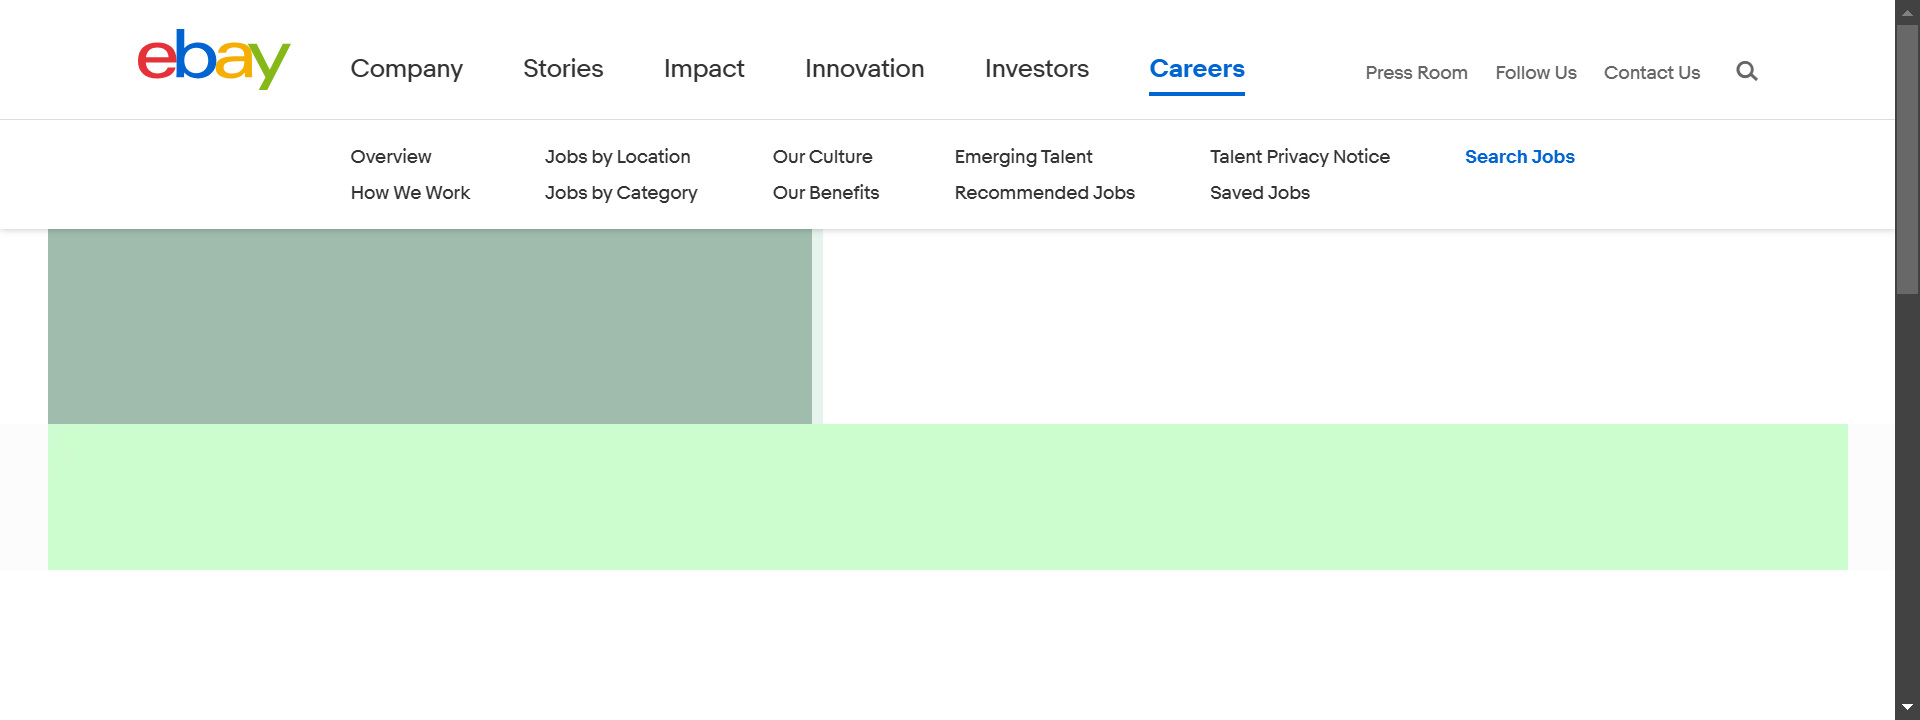 ebay Company Stories Impact Innovation Investors Careers Press Room Follow Us Contact Us
Overview Jobs by Location Our Culture Emerging Talent Talent Privacy Notice Search Jobs
How We Work Jobs by Category Our Benefits Recommended Jobs Saved Jobs